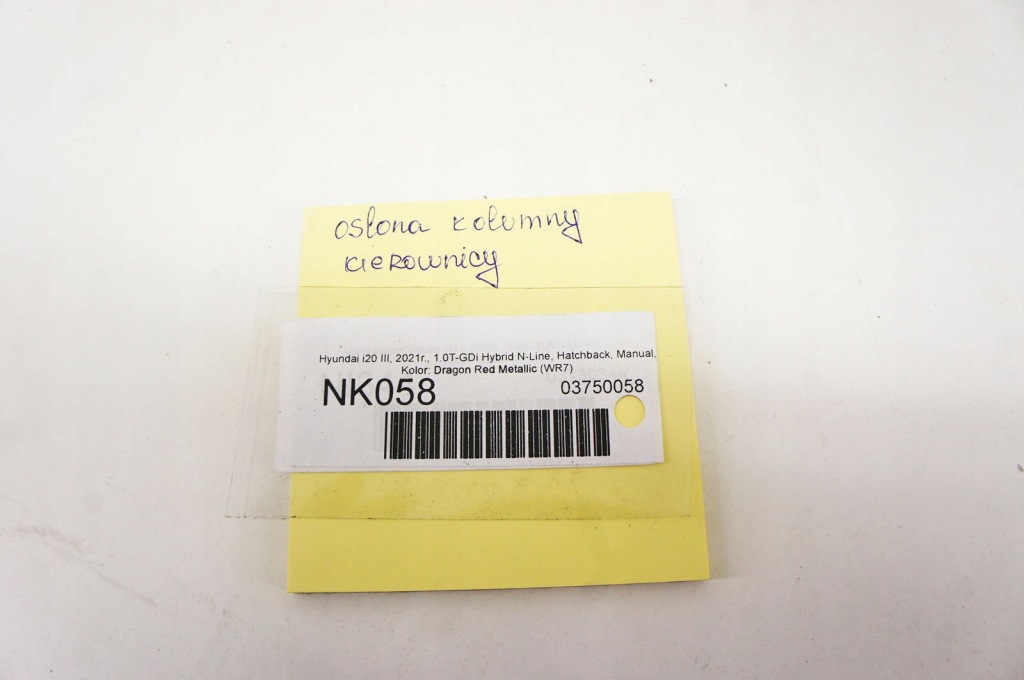 osłona kolumny
kierownicy
Hyundai i20 III, 2021r., 1.0T-GDi Hybrid N-Line, Hatchback, Manual,
Kolor: Dragon Red Metallic (WR7)
NK058 03750058